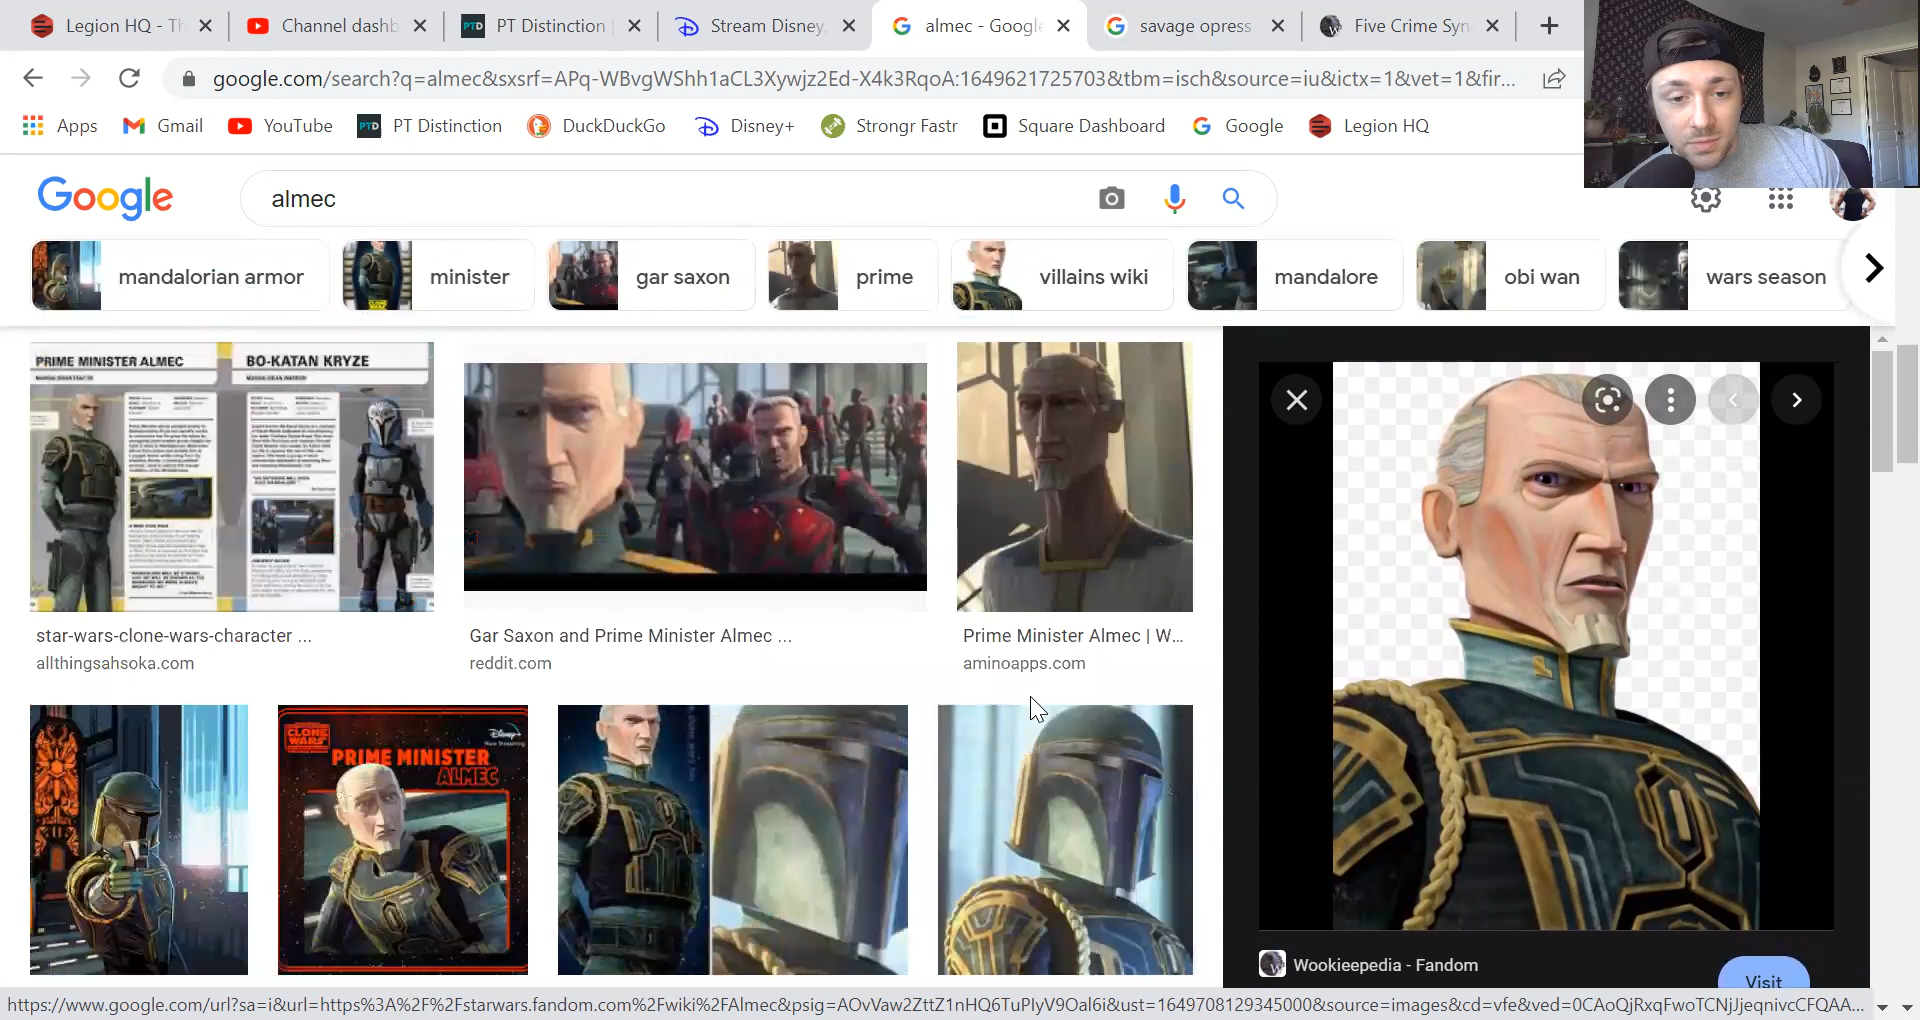 Legion HQ - Th
Channel dashb
PTD PT Distinction
Stream Disney,
almec - Google
savage opress
Five Crime Syn
google.com/search?q=almec&sxsrf=APq-WBvgWShh1aCL3Xywjz2Ed-X4k3RqoA:1649621725703&tbm=isch&source=iu&ictx=1&vet=1&fir...
Apps
Gmail
YouTube
PTD PT Distinction
DuckDuckGo
Disney+
Strongr Fastr
Square Dashboard
Google
Legion HQ
Google
almec
mandalorian armor
minister
gar saxon
prime
villains wiki
mandalore
obi wan
wars season
PRIME MINISTER ALMEC
BO-KATAN KRYZE
star-wars-clone-wars-character ...
allthingsahsoka.com
Gar Saxon and Prime Minister Almec ...
reddit.com
Prime Minister Almec | W...
aminoapps.com
CLONE WARS
Disney+
PRIME MINISTER
ALMEC
Wookieepedia - Fandom
Visit
https://www.google.com/url?sa=i&url=https%3A%2F%2Fstarwars.fandom.com%2Fwiki%2FAlmec&psig=AOvVaw2ZttZ1nHQ6TuPIyV9Oal6i&ust=1649708129345000&source=images&cd=vfe&ved=0CAoQjRxqFwoTCNjJjeqnivcCFQAA...